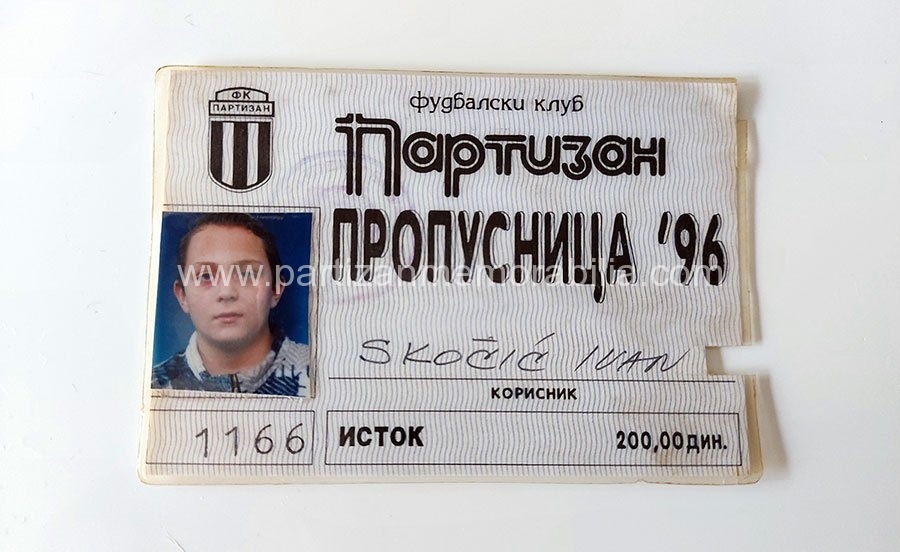 ФК
ПАРТИЗАН
фудбалски клуб
Партизан
ПРОПУСНИЦА '96
www.partizanmemorabilija.com
SKOČIĆ IVAN
КОРИСНИК
1166
ИСТОК
200,00ДИН.